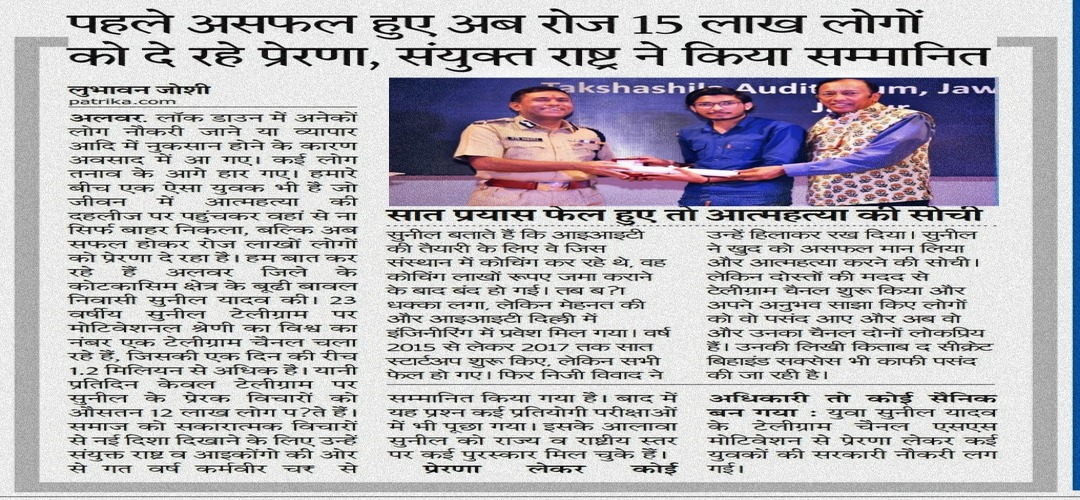 पहले असफल हुए अब रोज 15 लाख लोगों
को दे रहे प्रेरणा, संयुक्त राष्ट्र ने किया सम्मानित
लुभावन जोशी
patrika.com
अलवर. लॉक डाउन में अनेकों
लोग नौकरी जाने या व्यापार
आदि में नुकसान होने के कारण
अवसाद में आ गए। कई लोग
तनाव के आगे हार गए। हमारे
बीच एक ऐसा युवक भी है जो
जीवन में आत्महत्या की
दहलीज पर पहुंचकर वहां से ना
सिर्फ बाहर निकला, बल्कि अब
सफल होकर रोज लाखों लोगों
को प्रेरणा दे रहा है। हम बात कर
रहे हैं अलवर जिले के
कोटकासिम क्षेत्र के बूढी बावल
निवासी सुनील यादव की। 23
वर्षीय सुनील टेलीग्राम पर
मोटिवेशनल श्रेणी का विश्व का
नंबर एक टेलीग्राम चैनल चला
रहे हैं, जिसकी एक दिन की रीच
1.2 मिलियन से अधिक है। यानी
प्रतिदिन केवल टेलीग्राम पर
सुनील के प्रेरक विचारों को
औसतन 12 लाख लोग प?ते हैं।
समाज को सकारात्मक विचारों
से नई दिशा दिखाने के लिए उन्हें
संयुक्त राष्ट्र व आइकोंगो की ओर
से गत वर्ष कर्मवीर चक्र से
Takshashila Auditorium, Jaw
सात प्रयास फेल हुए तो आत्महत्या की सोची
सुनील बताते हैं कि आइआइटी
की तैयारी के लिए वे जिस
संस्थान में कोचिंग कर रहे थे, वह
कोचिंग लाखों रूपए जमा कराने
के बाद बंद हो गई। तब ब?ा
धक्का लगा, लेकिन मेहनत की
और आइआइटी दिल्ली में
इंजिनीरिंग में प्रवेश मिल गया। वर्ष
2015 से लेकर 2017 तक सात
स्टार्टअप शुरू किए, लेकिन सभी
फेल हो गए। फिर निजी विवाद ने
उन्हें हिलाकर रख दिया। सुनील
ने खुद को असफल मान लिया
और आत्महत्या करने की सोची।
लेकिन दोस्तों की मदद से
टेलीग्राम चैनल शुरू किया और
अपने अनुभव साझा किए लोगों
को वो पसंद आए और अब वो
और उनका चैनल दोनों लोकप्रिय
हैं। उनकी लिखी किताब द सीक्रेट
बिहाइंड सक्सेस भी काफी पसंद
की जा रही है।
सम्मानित किया गया है। बाद में
यह प्रश्न कई प्रतियोगी परीक्षाओं
में भी पूछा गया। इसके आलावा
सुनील को राज्य व राष्ट्रीय स्तर
पर कई पुरस्कार मिल चुके हैं।
प्रेरणा लेकर कोई
अधिकारी तो कोई सैनिक
बन गया : युवा सुनील यादव
के टेलीग्राम चैनल एसएस
मोटिवेशन से प्रेरणा लेकर कई
युवकों की सरकारी नौकरी लग
गई।